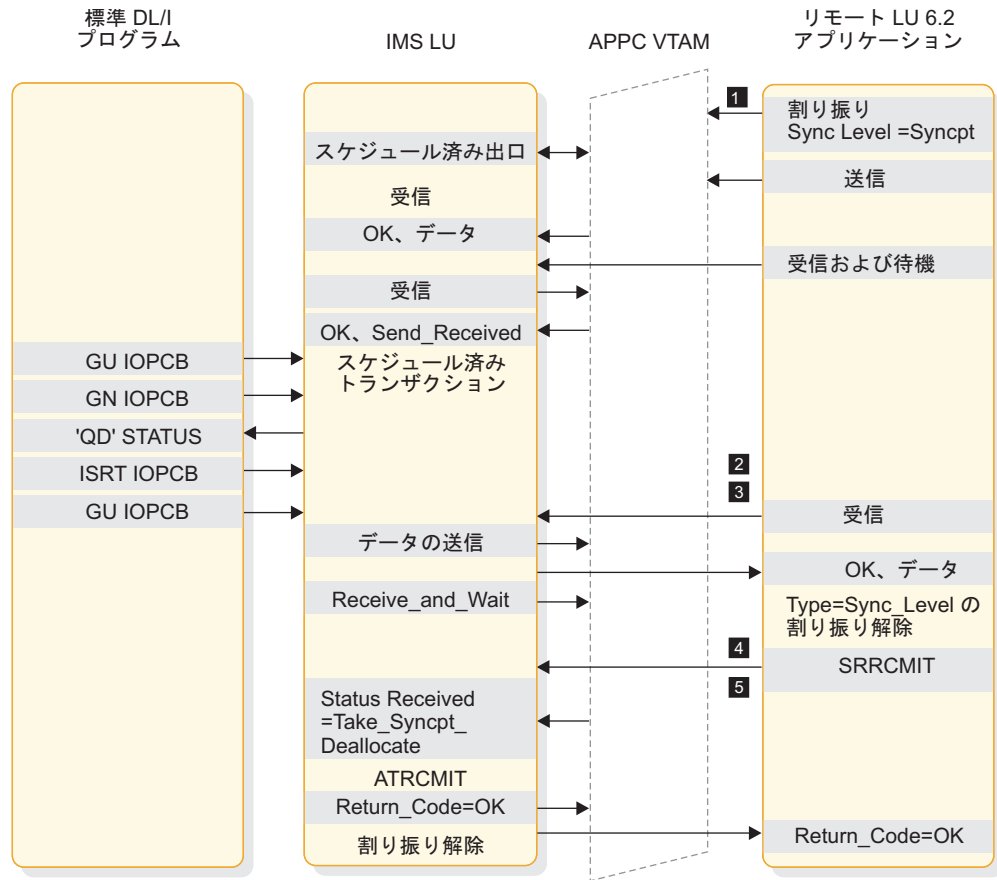 標準 DL/I
プログラム
IMS LU
APPC VTAM
リモート LU 6.2
アプリケーション
1
割り振り
Sync Level =Syncpt
スケジュール済み出口
送信
受信
OK、データ
受信および待機
受信
OK、Send_Received
GU IOPCB
スケジュール済み
トランザクション
GN IOPCB
'QD' STATUS
ISRT IOPCB
2
3
GU IOPCB
受信
データの送信
OK、データ
Receive_and_Wait
Type=Sync_Level の
割り振り解除
4
SRRCMIT
5
Status Received
=Take_Syncpt_
Deallocate
ATRCMIT
Return_Code=OK
割り振り解除
Return_Code=OK